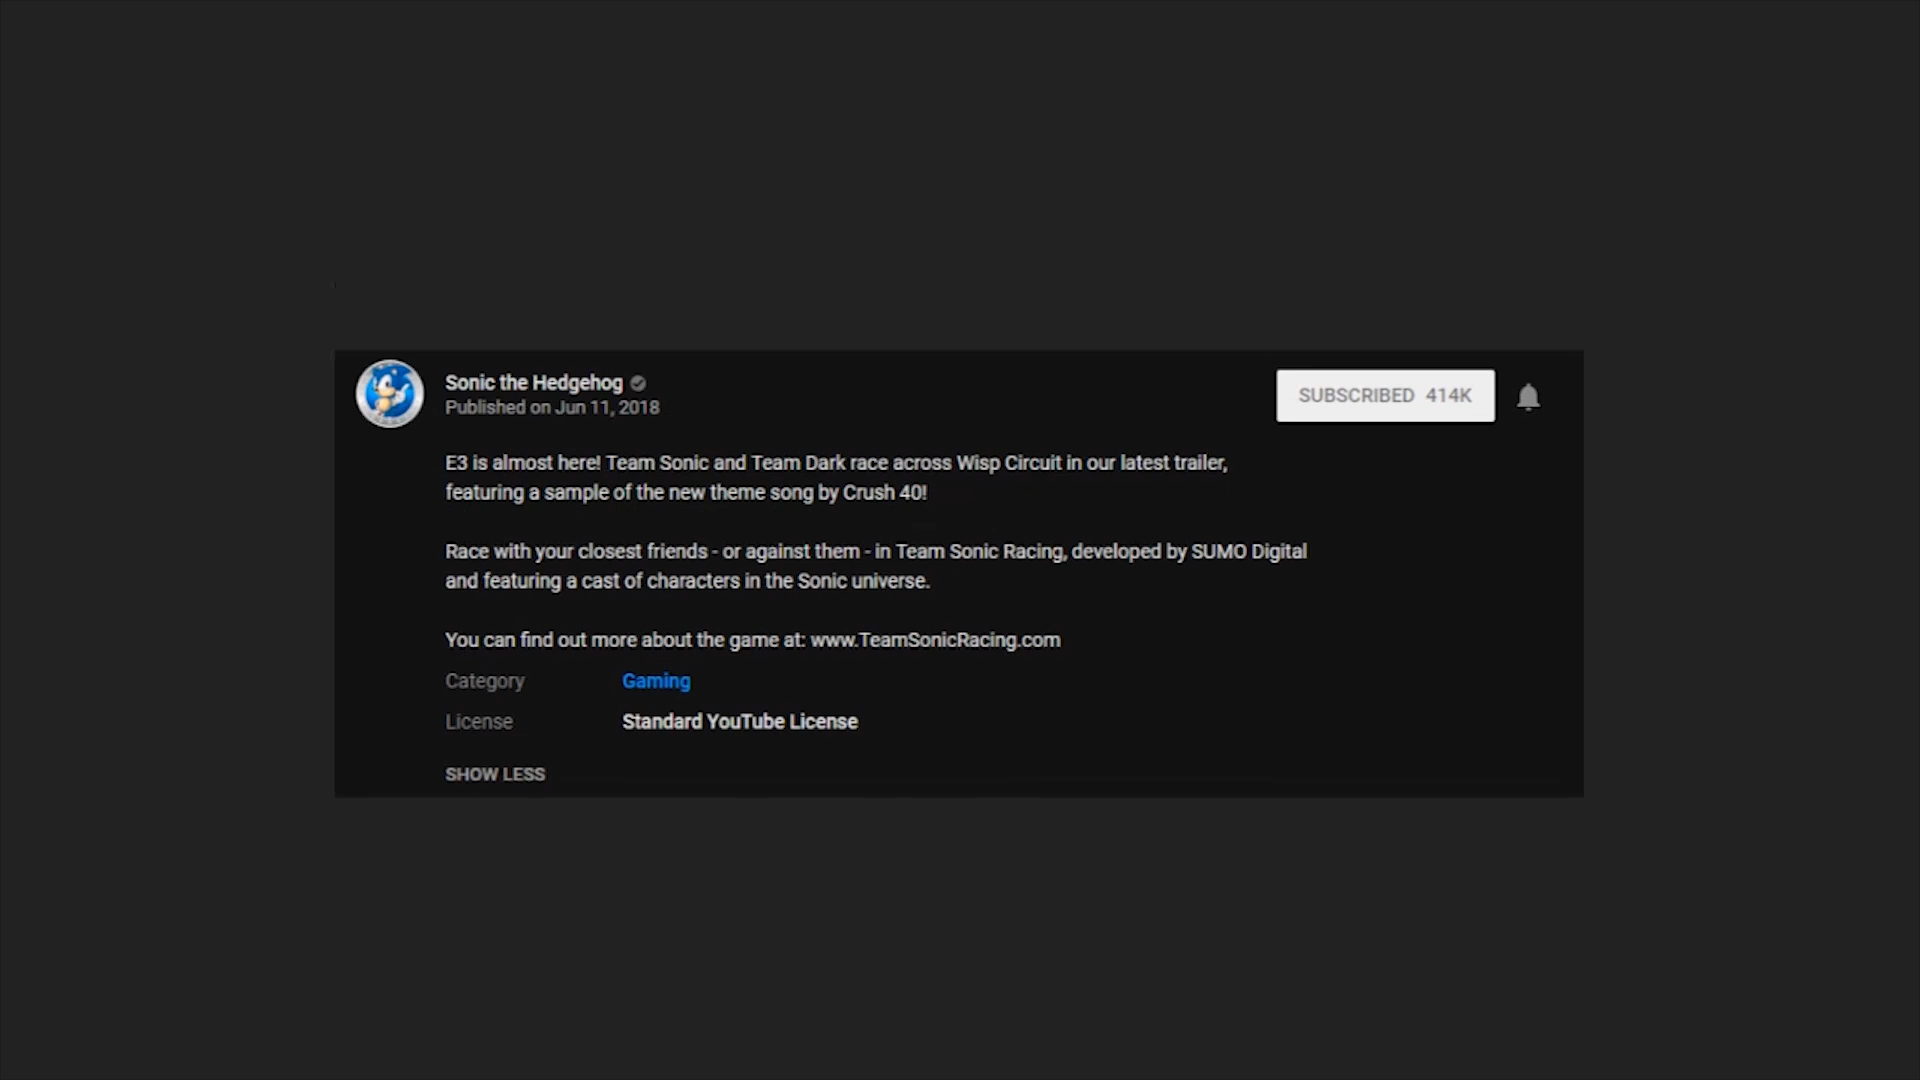 Sonic the Hedgehog
Published on Jun 11, 2018
SUBSCRIBED 414K
E3 is almost here! Team Sonic and Team Dark race across Wisp Circuit in our latest trailer,
featuring a sample of the new theme song by Crush 40!
Race with your closest friends - or against them - in Team Sonic Racing, developed by SUMO Digital
and featuring a cast of characters in the Sonic universe.
You can find out more about the game at: www.TeamSonicRacing.com
Category Gaming
License Standard YouTube License
SHOW LESS